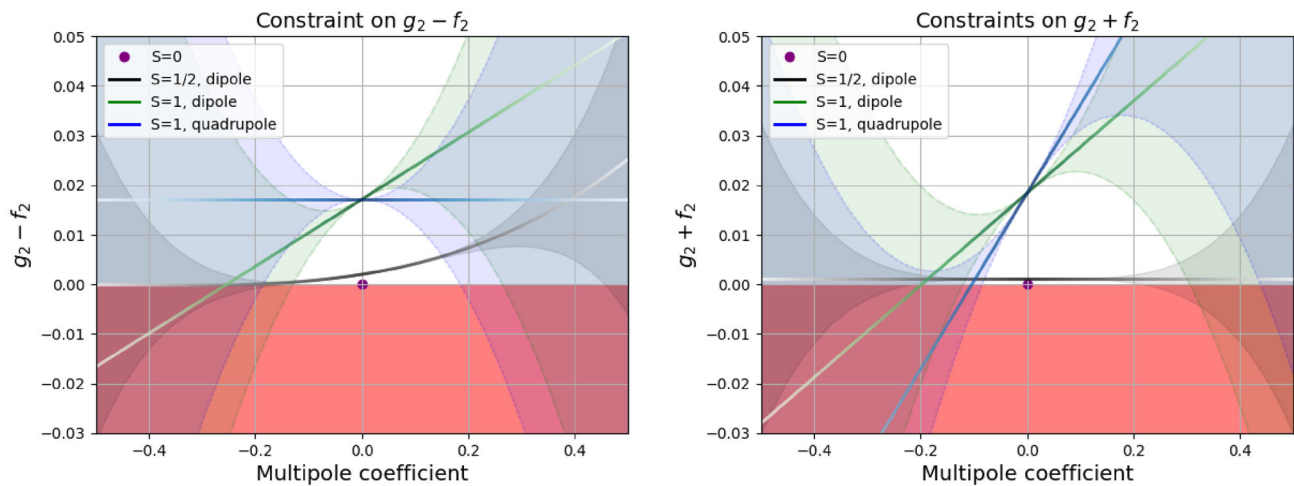 Constraint on g₂ − f₂
g₂ − f₂
0.05
0.04
0.03
0.02
0.01
0.00
−0.01
−0.02
−0.03
S=0
S=1/2, dipole
S=1, dipole
S=1, quadrupole
−0.4 −0.2 0.0 0.2 0.4
Multipole coefficient
Constraints on g₂ + f₂
g₂ + f₂
0.05
0.04
0.03
0.02
0.01
0.00
−0.01
−0.02
−0.03
S=0
S=1/2, dipole
S=1, dipole
S=1, quadrupole
−0.4 −0.2 0.0 0.2 0.4
Multipole coefficient